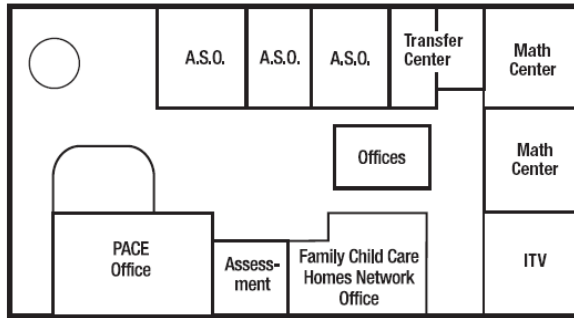 A.S.O.
A.S.O.
A.S.O.
Transfer
Center
Math
Center
Offices
Math
Center
PACE
Office
Assess-
ment
Family Child Care
Homes Network
Office
ITV